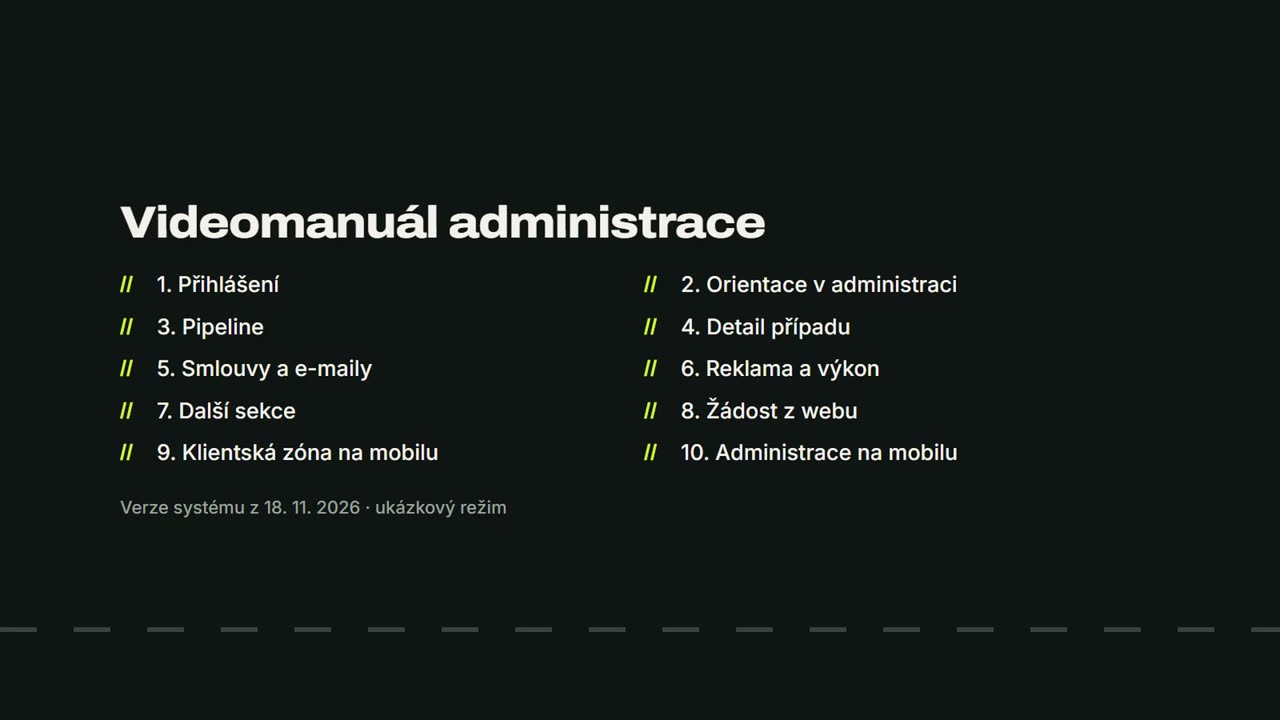 Videomanuál administrace
// 1. Přihlášení
// 2. Orientace v administraci
// 3. Pipeline
// 4. Detail případu
// 5. Smlouvy a e-maily
// 6. Reklama a výkon
// 7. Další sekce
// 8. Žádost z webu
// 9. Klientská zóna na mobilu
// 10. Administrace na mobilu
Verze systému z 18. 11. 2026 · ukázkový režim